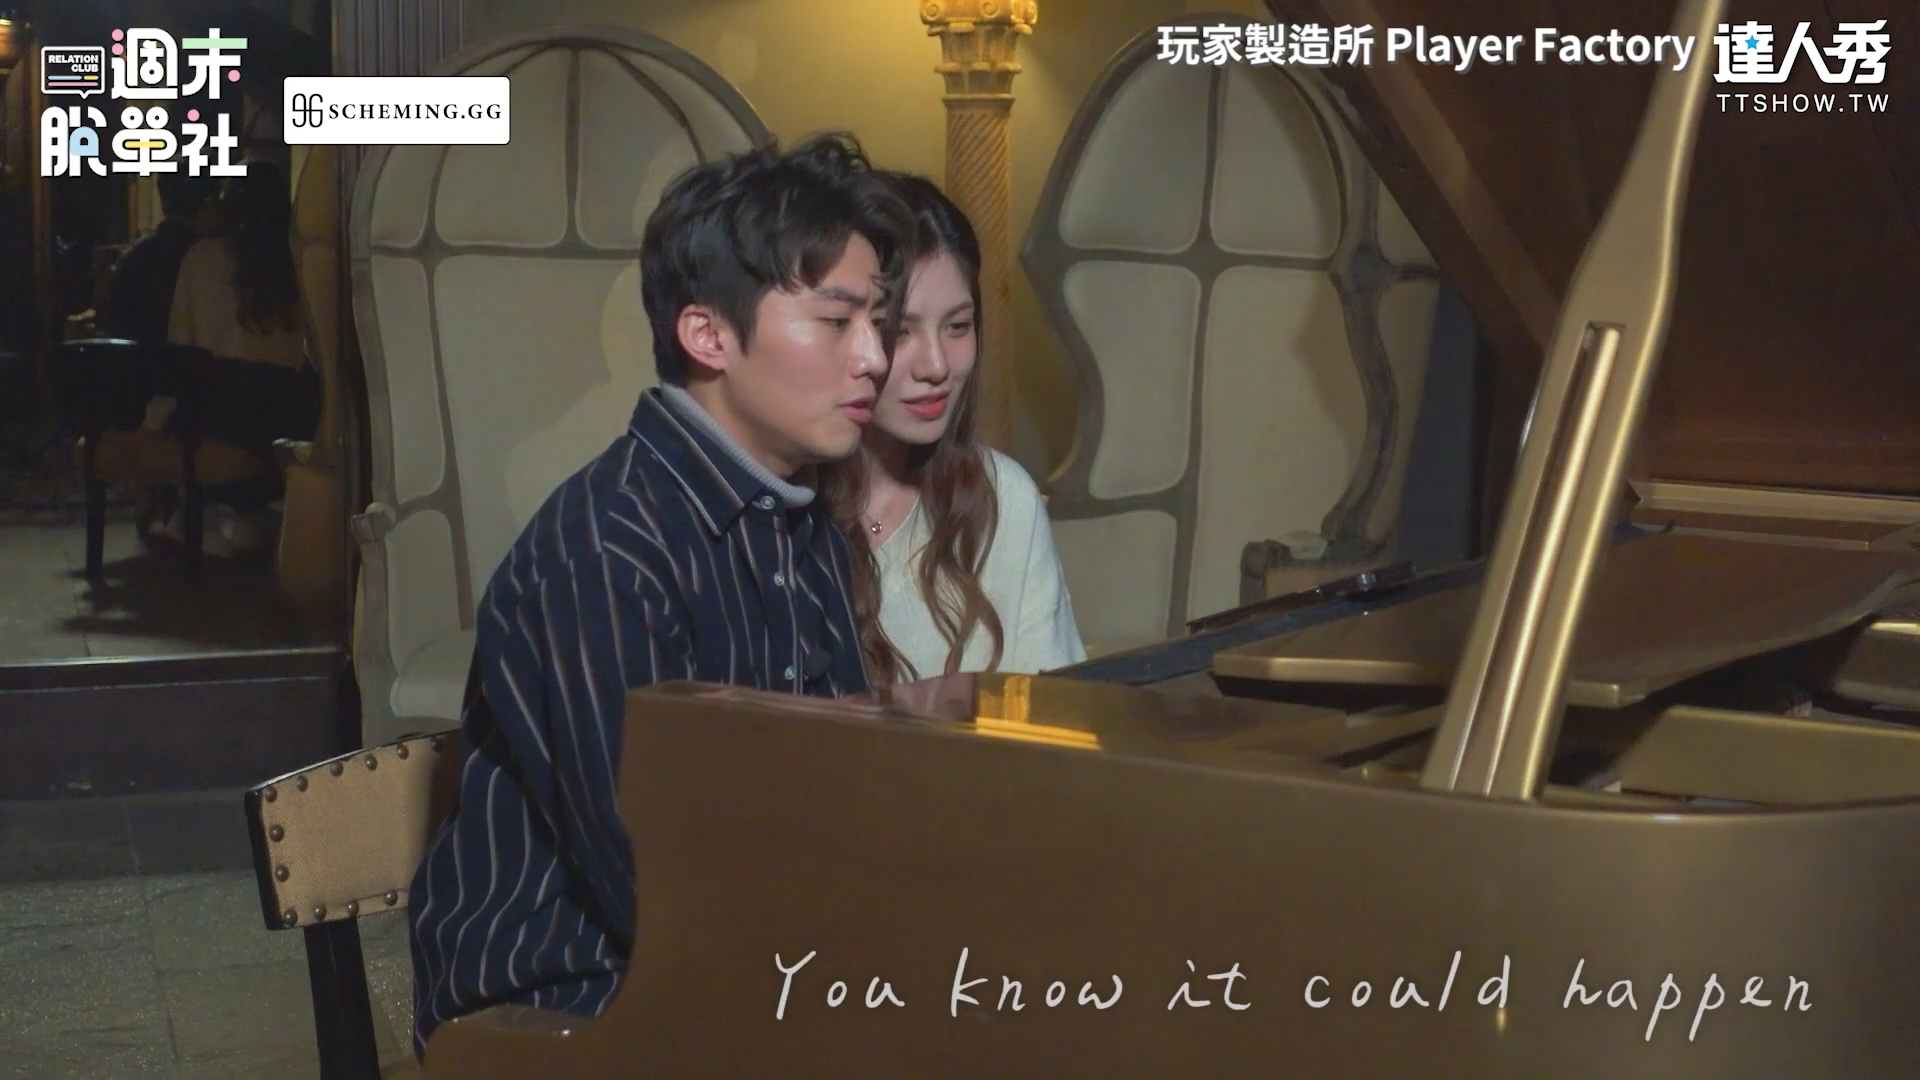 RELATION
CLUB
週末
脫單社
SCHEMING.GG
玩家製造所 Player Factory
達人秀
TTSHOW.TW
You know it could happen